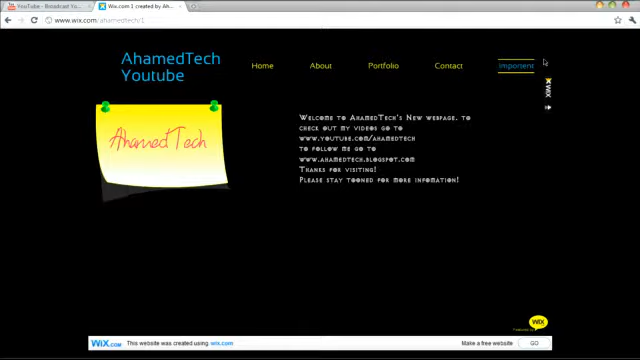 YouTube - Broadcast Yo
Wix.com 1 created by Aha
www.wix.com/ahamedtech/1
AhamedTech
Youtube
Home
About
Portfolio
Contact
Imporsent
WIX
AhamedTech
Welcome to AhamedTech's New webpage. to
check out my videos go to
www.youtube.com/ahamedtech
to follow me go to
www.ahamedtech.blogspot.com
Thanks for visiting!
Please stay tooned for more infomation!
WIX
WIX.COM
This website was created using wix.com
Make a free website
GO